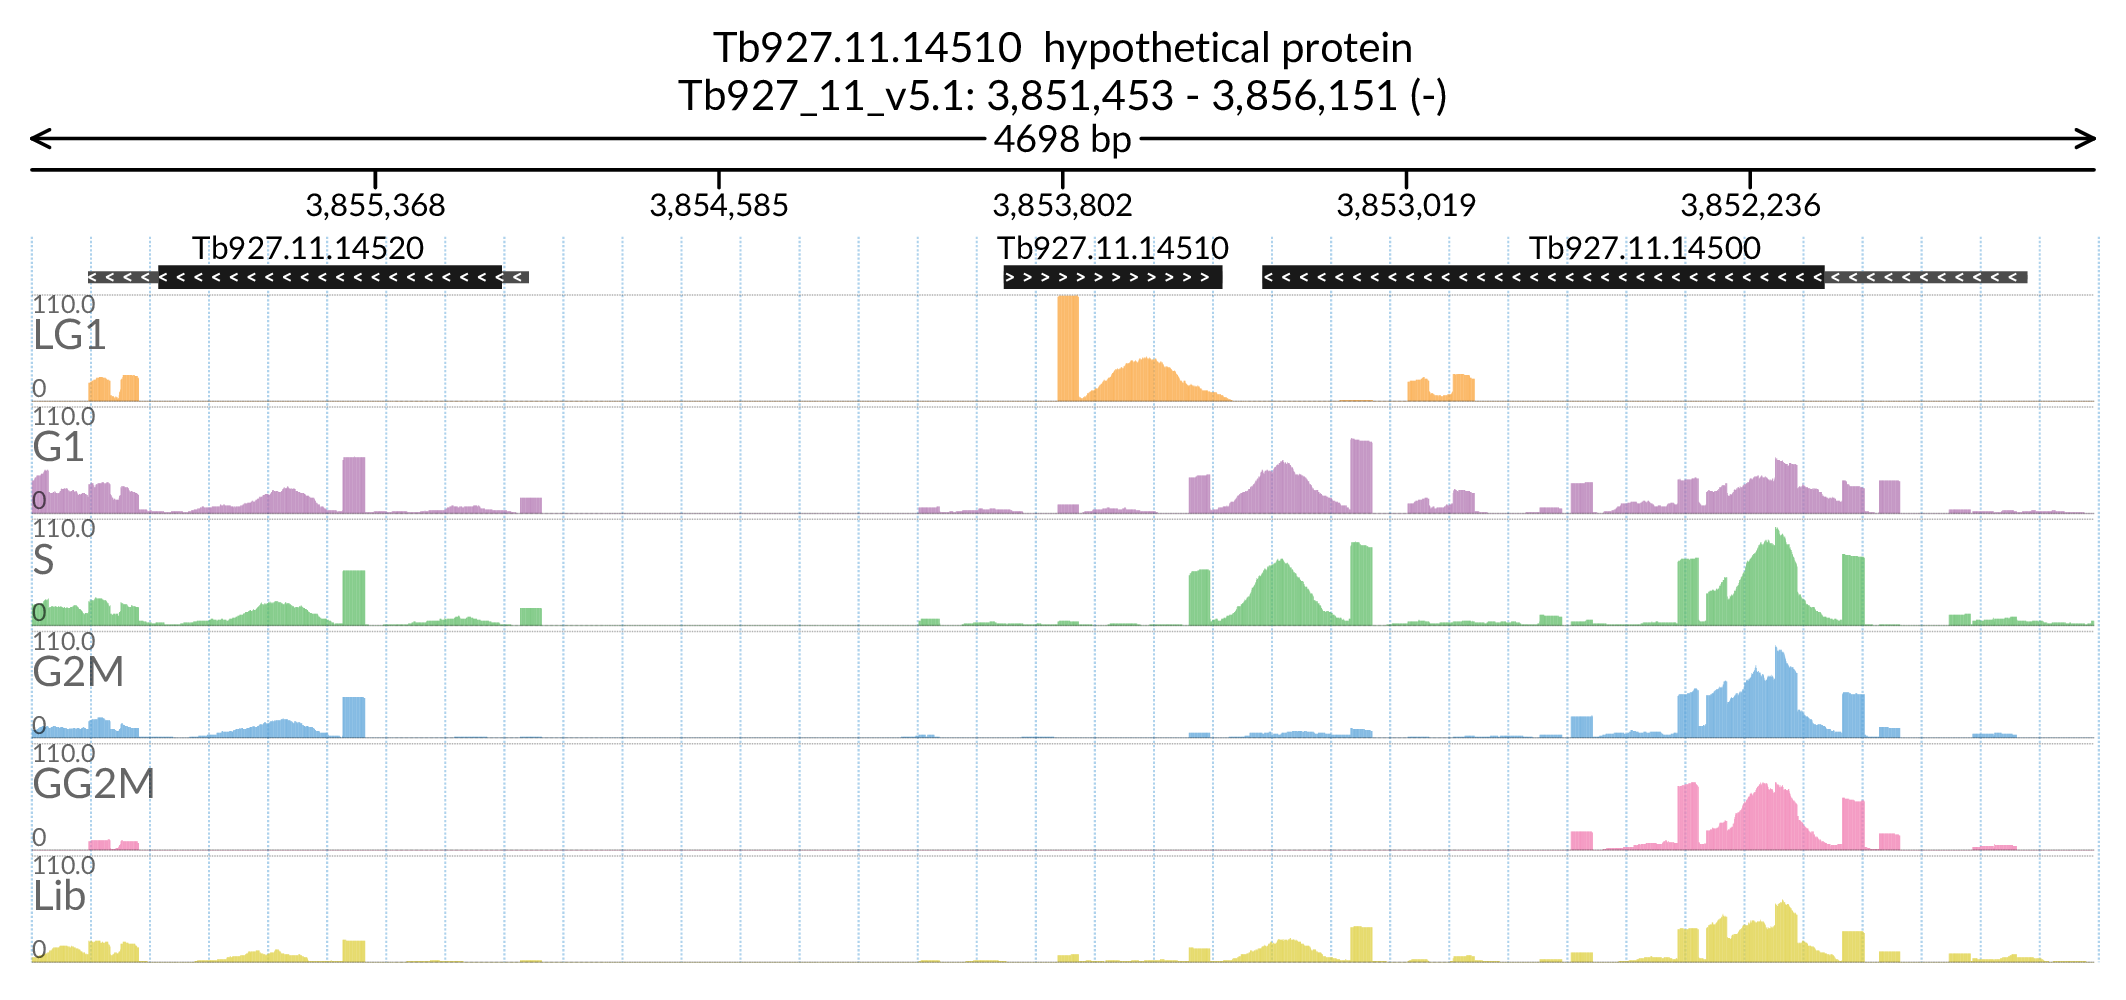 Tb927.11.14510  hypothetical protein
Tb927_11_v5.1: 3,851,453 - 3,856,151 (-)
4698 bp
3,855,368 3,854,585 3,853,802 3,853,019 3,852,236
Tb927.11.14520 Tb927.11.14510 Tb927.11.14500
110.0
LG1
0
110.0
G1
0
110.0
S
0
110.0
G2M
0
110.0
GG2M
0
110.0
Lib
0